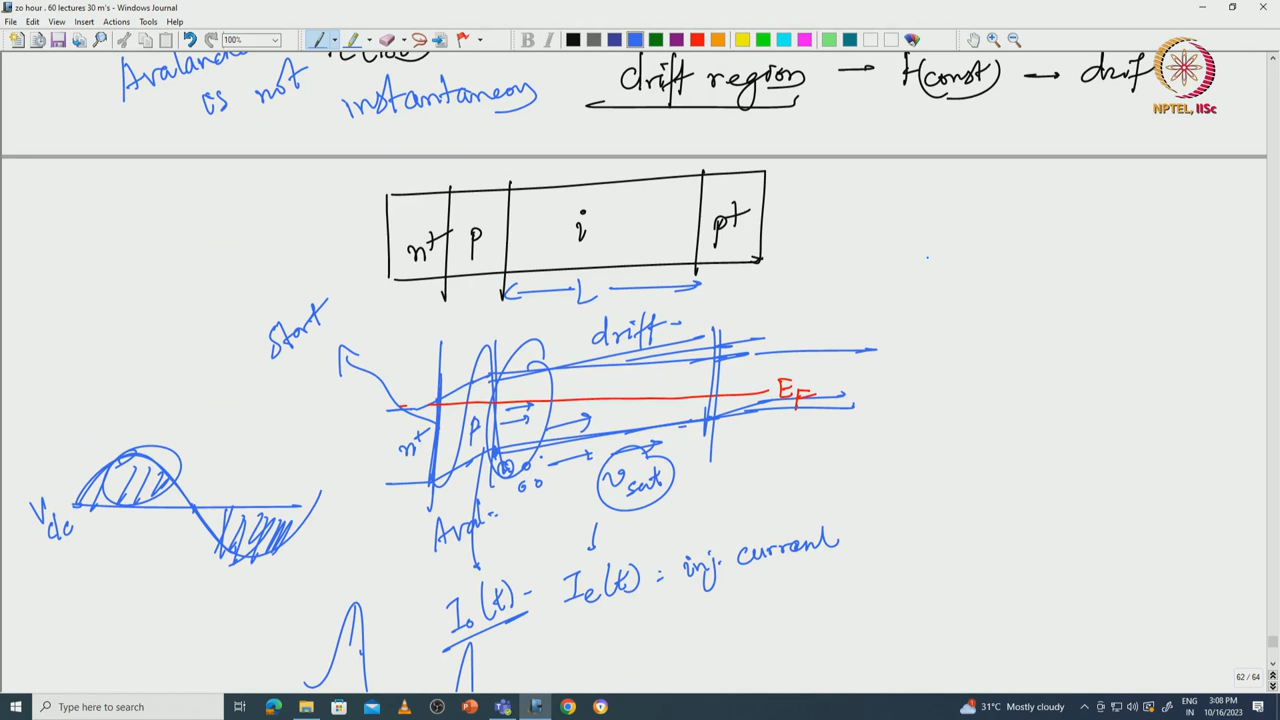 zo hour . 60 lectures 30 m's - Windows Journal
File Edit View Insert Actions Tools Help
100%
B I
NPTEL, IISc
is not instantaneous
drift region → (const) → drif
n+ p i p+
L
Start
drift -
EF
n+ p
vsat
Vdc
Aval-
I0(t) - Ie(t) = inj. current
62 / 64
Type here to search
31°C Mostly cloudy
ENG
IN
3:08 PM
10/16/2023